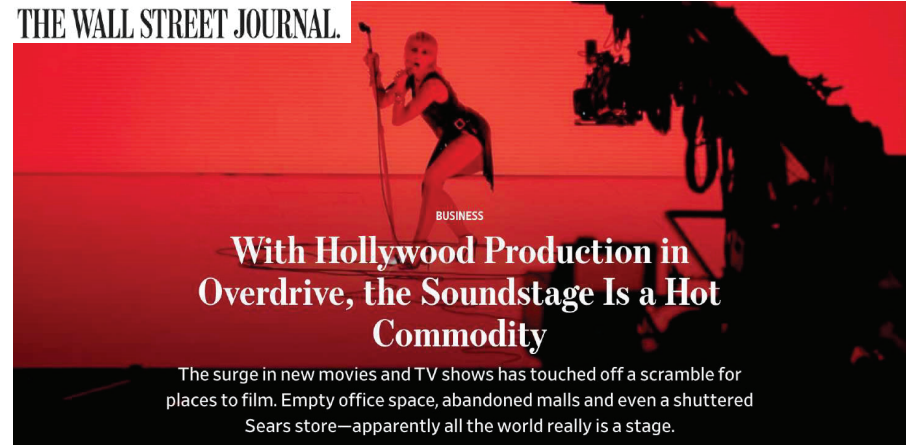 THE WALL STREET JOURNAL.
BUSINESS
With Hollywood Production in
Overdrive, the Soundstage Is a Hot
Commodity
The surge in new movies and TV shows has touched off a scramble for
places to film. Empty office space, abandoned malls and even a shuttered
Sears store—apparently all the world really is a stage.